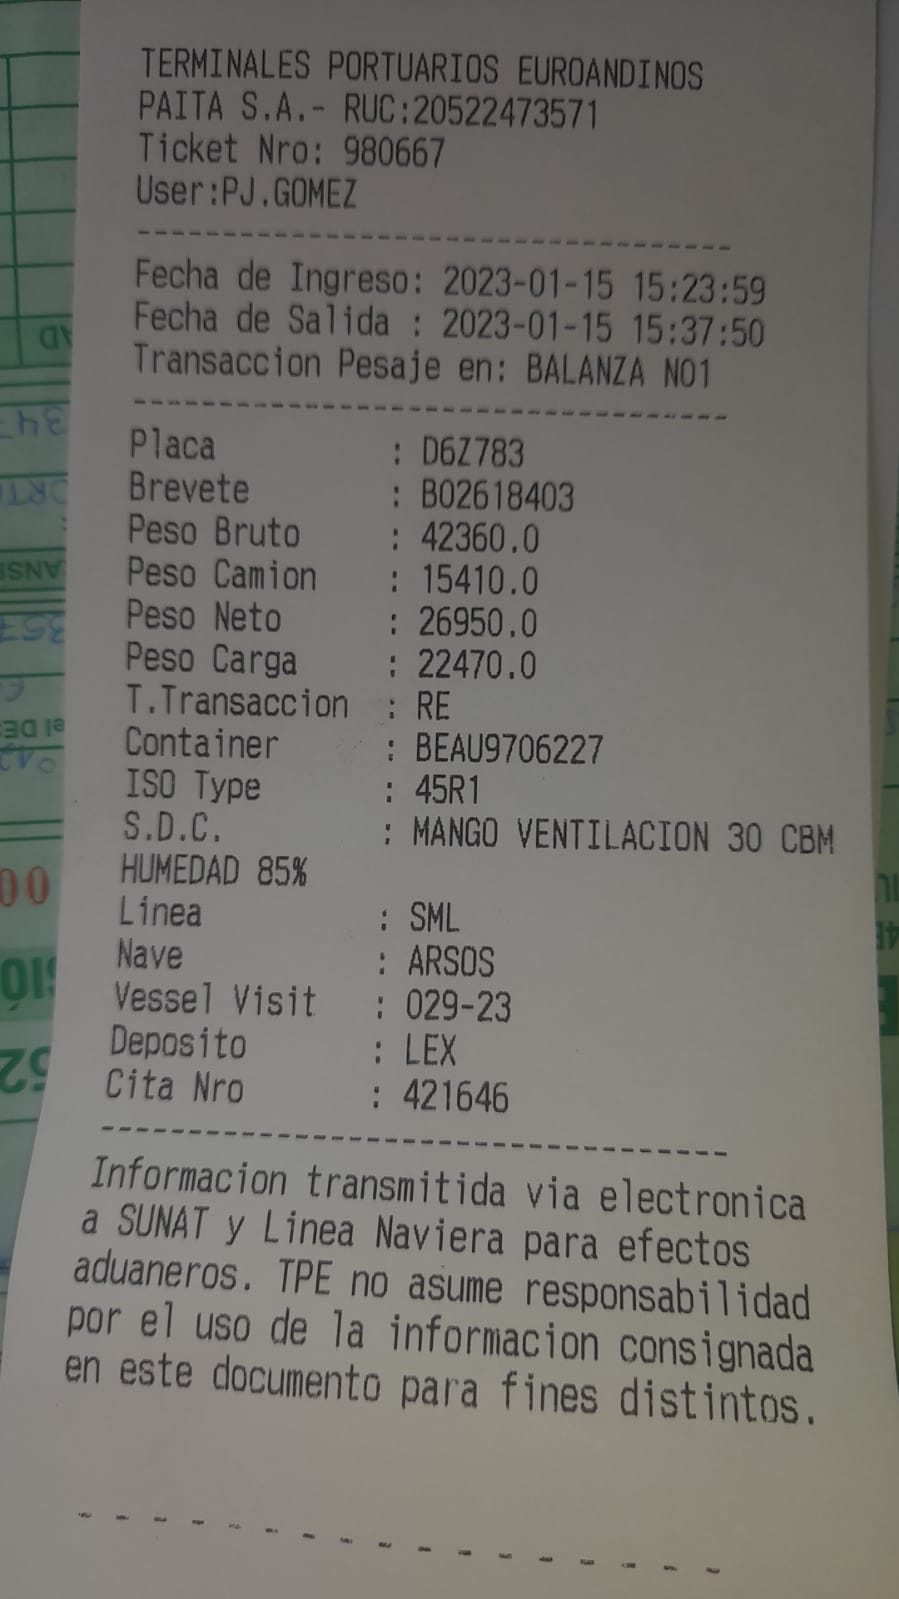 TERMINALES PORTUARIOS EUROANDINOS
PAITA S.A.- RUC:20522473571
Ticket Nro: 980667
User:PJ.GOMEZ
-----------------------------------
Fecha de Ingreso: 2023-01-15 15:23:59
Fecha de Salida : 2023-01-15 15:37:50
Transaccion Pesaje en: BALANZA NO1
-----------------------------------
Placa : D6Z783
Brevete : B02618403
Peso Bruto : 42360.0
Peso Camion : 15410.0
Peso Neto : 26950.0
Peso Carga : 22470.0
T.Transaccion : RE
Container : BEAU9706227
ISO Type : 45R1
S.D.C. : MANGO VENTILACION 30 CBM
HUMEDAD 85%
Linea : SML
Nave : ARSOS
Vessel Visit : 029-23
Deposito : LEX
Cita Nro : 421646
-----------------------------------
Informacion transmitida via electronica
a SUNAT y Linea Naviera para efectos
aduaneros. TPE no asume responsabilidad
por el uso de la informacion consignada
en este documento para fines distintos.
- - - - - - - - - - - - - - - - -